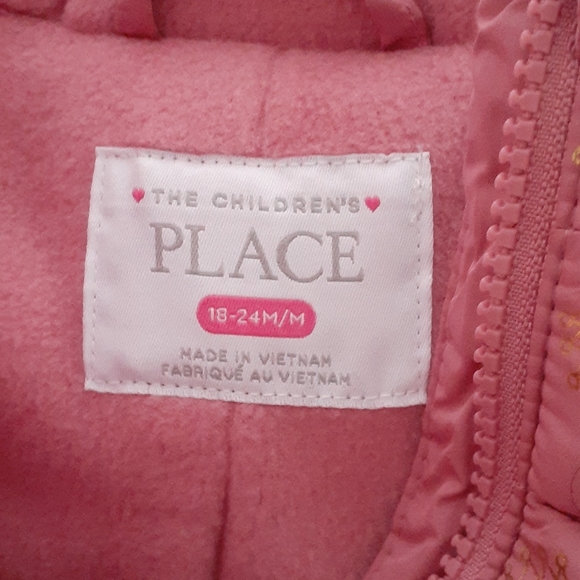 THE CHILDREN'S
PLACE
18-24M/M
MADE IN VIETNAM
FABRIQUÉ AU VIETNAM